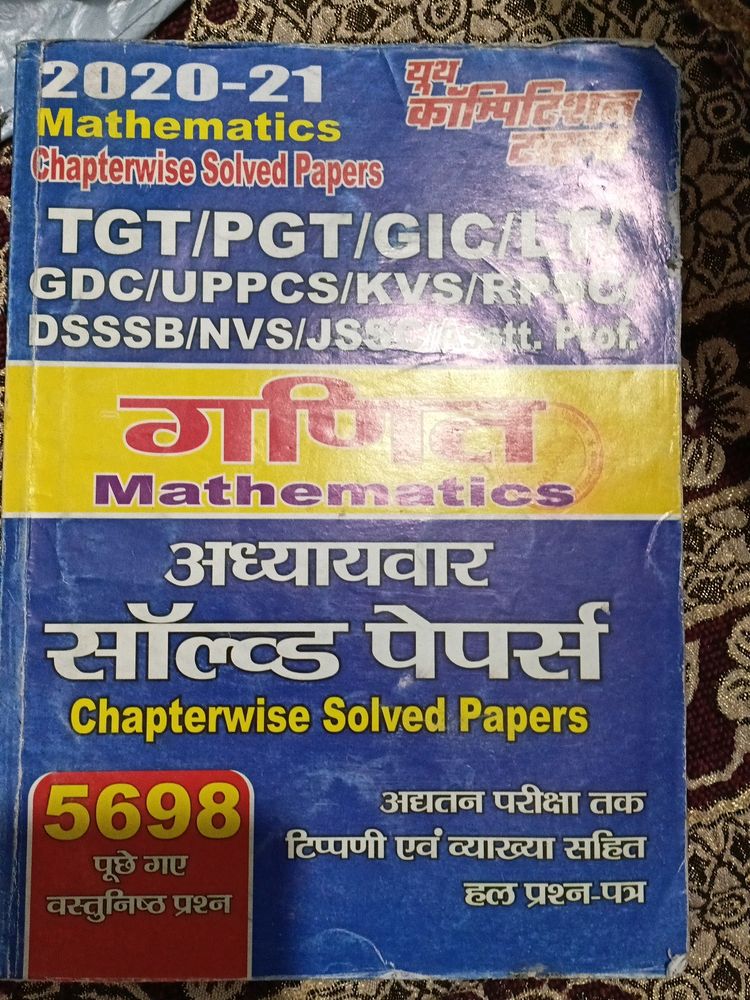 2020-21
Mathematics
Chapterwise Solved Papers
यूथ
कॉम्पिटिशन
टाइम्स
TGT/PGT/GIC/LT/
GDC/UPPCS/KVS/RPSC/
DSSSB/NVS/JSSC/Asstt. Prof.
गणित
Mathematics
अध्यायवार
सॉल्व्ड पेपर्स
Chapterwise Solved Papers
5698
पूछे गए
वस्तुनिष्ठ प्रश्न
अद्यतन परीक्षा तक
टिप्पणी एवं व्याख्या सहित
हल प्रश्न-पत्र